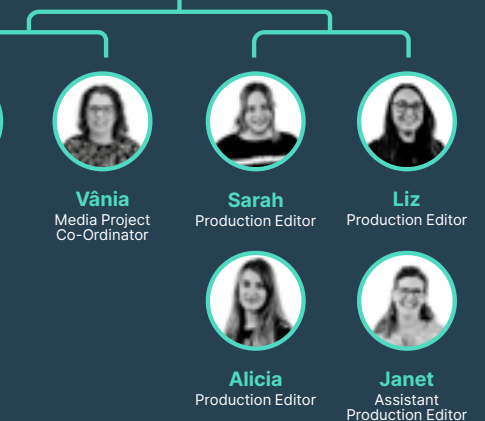 Vânia
Media Project
Co-Ordinator
Sarah
Production Editor
Liz
Production Editor
Alicia
Production Editor
Janet
Assistant
Production Editor